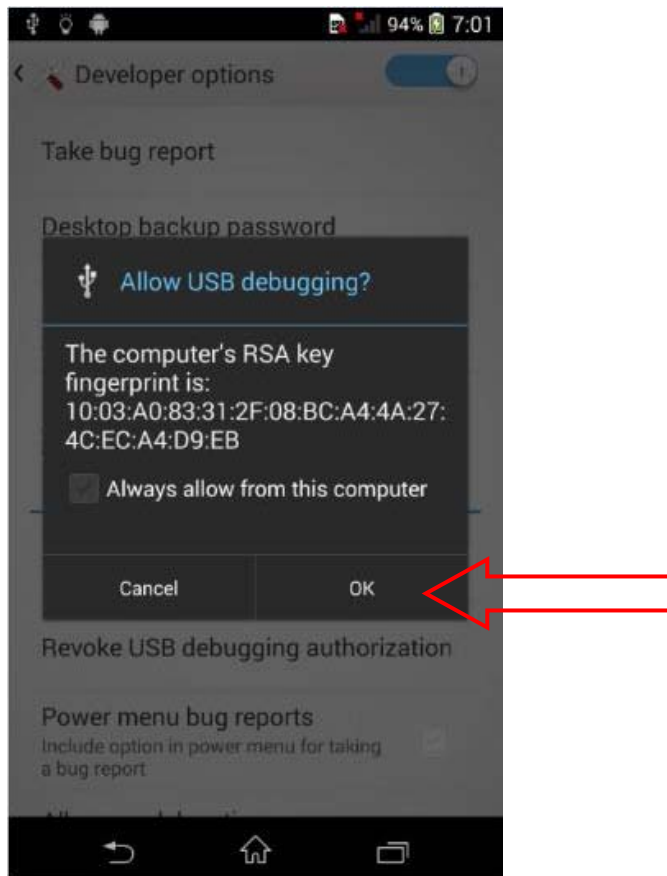 94% 7:01
Developer options
Take bug report
Desktop backup password
Allow USB debugging?
The computer's RSA key
fingerprint is:
10:03:A0:83:31:2F:08:BC:A4:4A:27:
4C:EC:A4:D9:EB
Always allow from this computer
Cancel OK
Revoke USB debugging authorization
Power menu bug reports
Include option in power menu for taking
a bug report